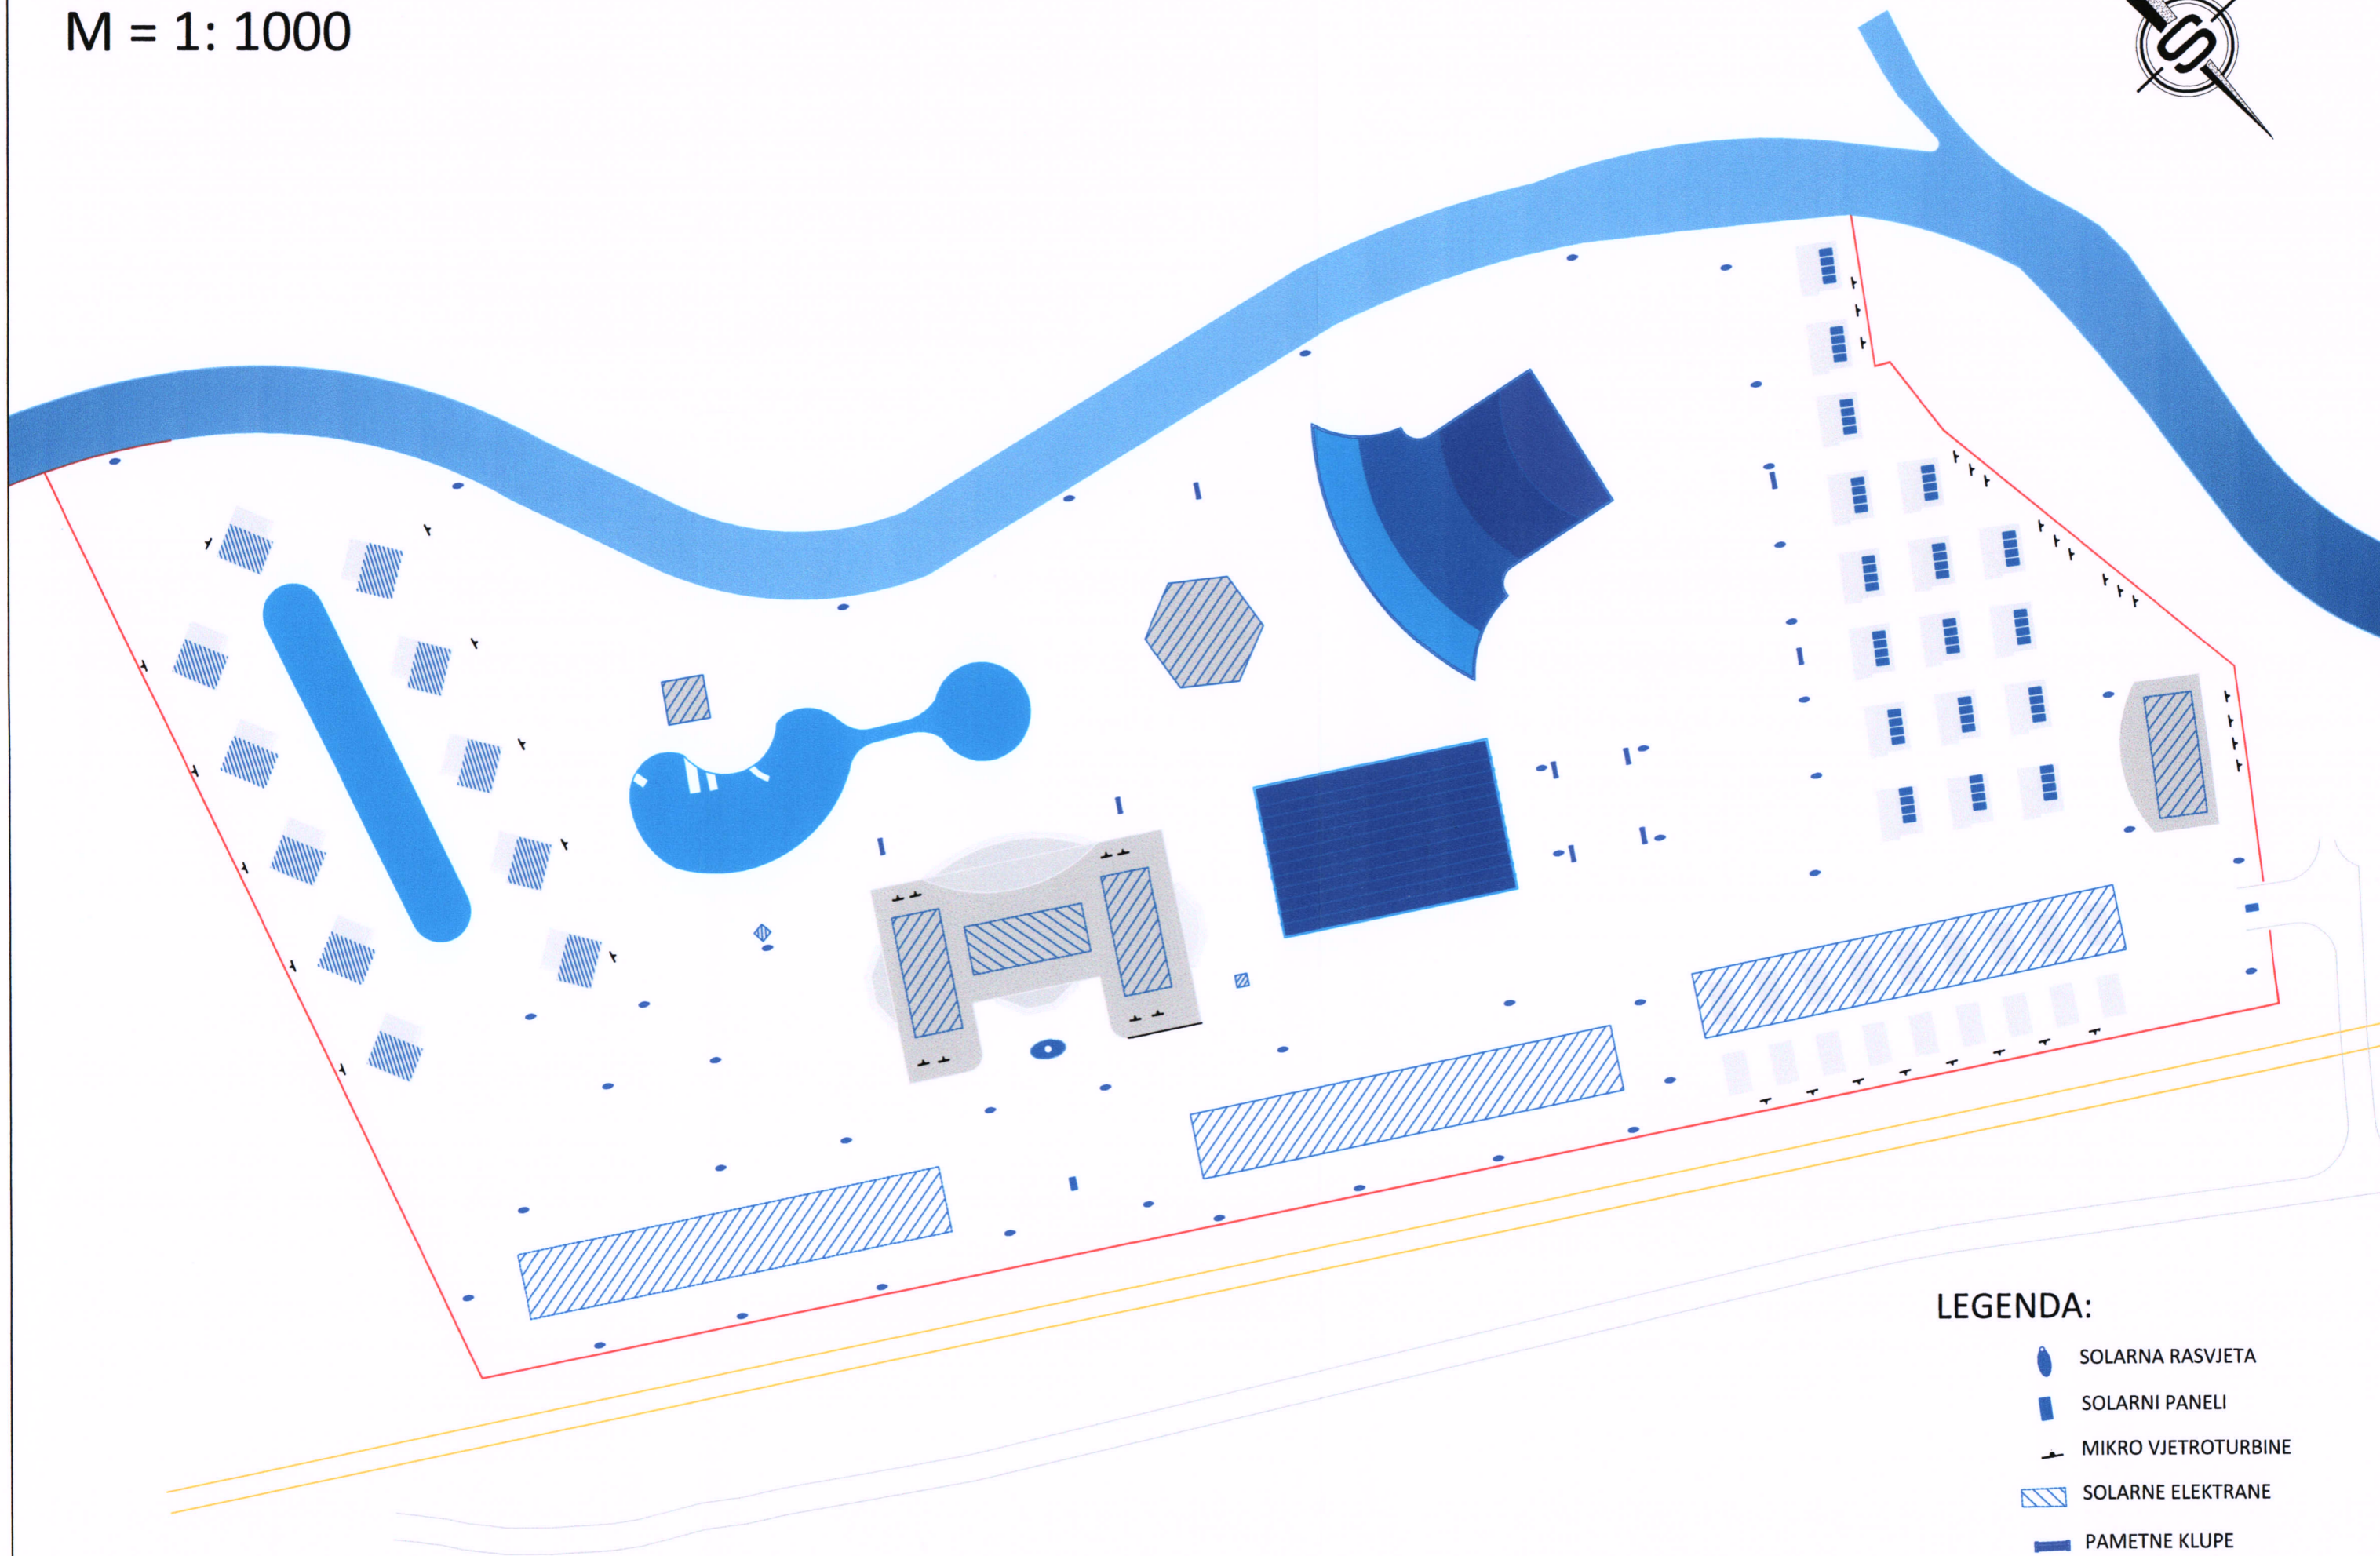 M = 1: 1000
S
LEGENDA:
SOLARNA RASVJETA
SOLARNI PANELI
MIKRO VJETROTURBINE
SOLARNE ELEKTRANE
PAMETNE KLUPE